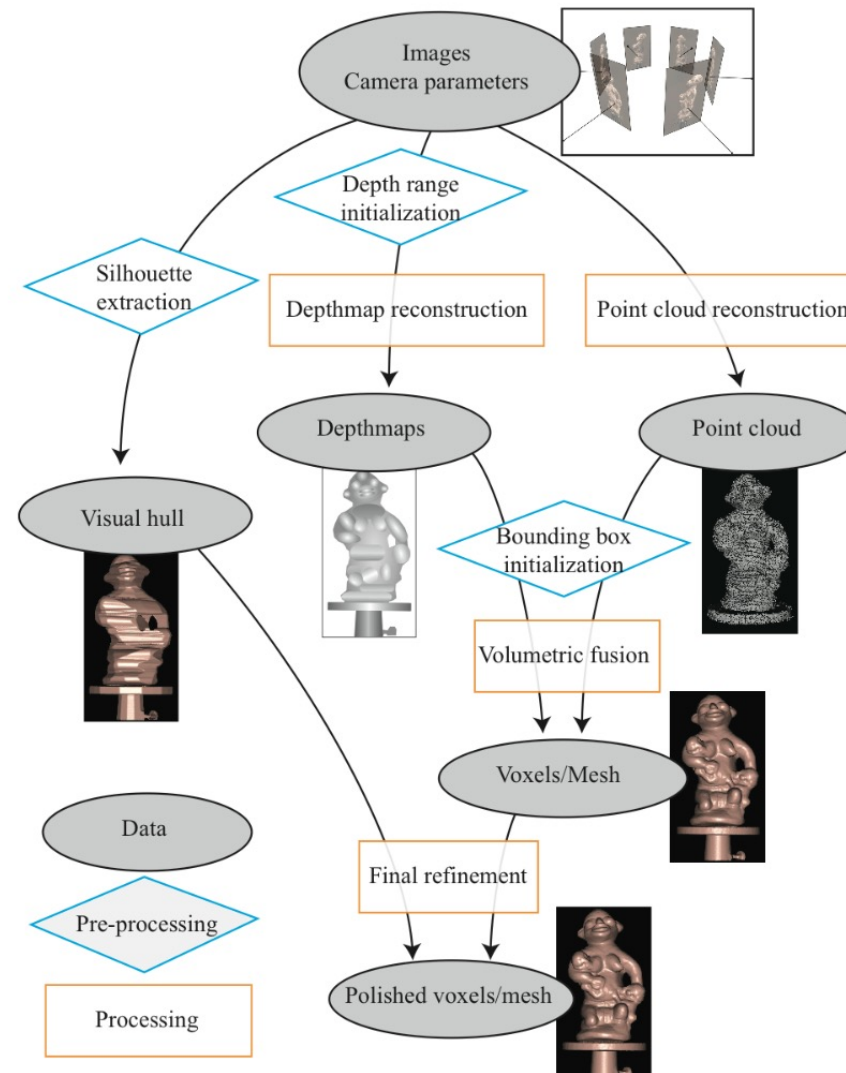 Images
Camera parameters
Depth range
initialization
Silhouette
extraction
Depthmap reconstruction
Point cloud reconstruction
Depthmaps
Point cloud
Visual hull
Bounding box
initialization
Volumetric fusion
Voxels/Mesh
Data
Final refinement
Pre-processing
Polished voxels/mesh
Processing